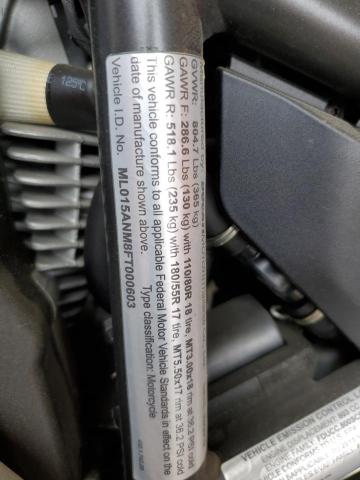 GVWR: 804.7 Lbs (365 kg)
GAWR F: 286.6 Lbs (130 kg) with 110/80R 18 tire, MT3.00x18 rim at 36.2 PSI cold
GAWR R: 518.1 Lbs (235 kg) with 180/55R 17 tire, MT5.50x17 rim at 36.2 PSI cold
This vehicle conforms to all applicable Federal Motor Vehicle Standards in effect on the
date of manufacture shown above.
Vehicle I.D. No. ML015ANM8FT000603 Type classification: Motorcycle
125°C
VEHICLE EMISSION CONTROL
ENGINE FAMILY